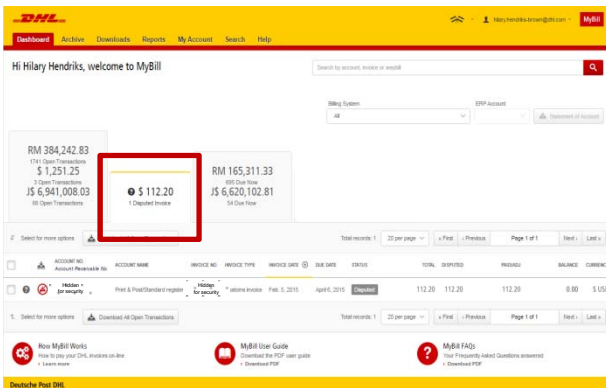 DHL
hilary.hendriks-brown@dhl.com
MyBill
Dashboard Archive Downloads Reports My Account Search Help
Hi Hilary Hendriks, welcome to MyBill
Search by account, invoice or waybill
Billing System
ERP Account
All
Statement of Account
RM 384,242.83
1741 Open Transactions
$ 1,251.25
3 Open Transactions
J$ 6,941,008.03
Open Transactions
$ 112.20
1 Disputed Invoice
RM 165,311.33
695 Due Now
J$ 6,620,102.81
54 Due Now
Select for more options
Total records: 1 20 per page « First ‹ Previous Page 1 of 1 Next › Last »
ACCOUNT NO. ACCOUNT NAME INVOICE NO. INVOICE TYPE INVOICE DATE DUE DATE STATUS TOTAL DISPUTED PAID/ADJ BALANCE CURRENC
Account Receivable No.
Hidden for security
Print & Post/Standard register
Hidden for security
invoice Feb. 5, 2015 April 6, 2015 Disputed 112.20 112.20 112.20 0.00 $ US
Select for more options Download All Open Transactions Total records: 1 20 per page « First ‹ Previous Page 1 of 1 Next › Last »
How MyBill Works
How to pay your DHL invoices on-line
› Learn more
MyBill User Guide
Download the PDF user guide
› Download PDF
MyBill FAQs
Your Frequently Asked Questions answered
› Download PDF
Deutsche Post DHL